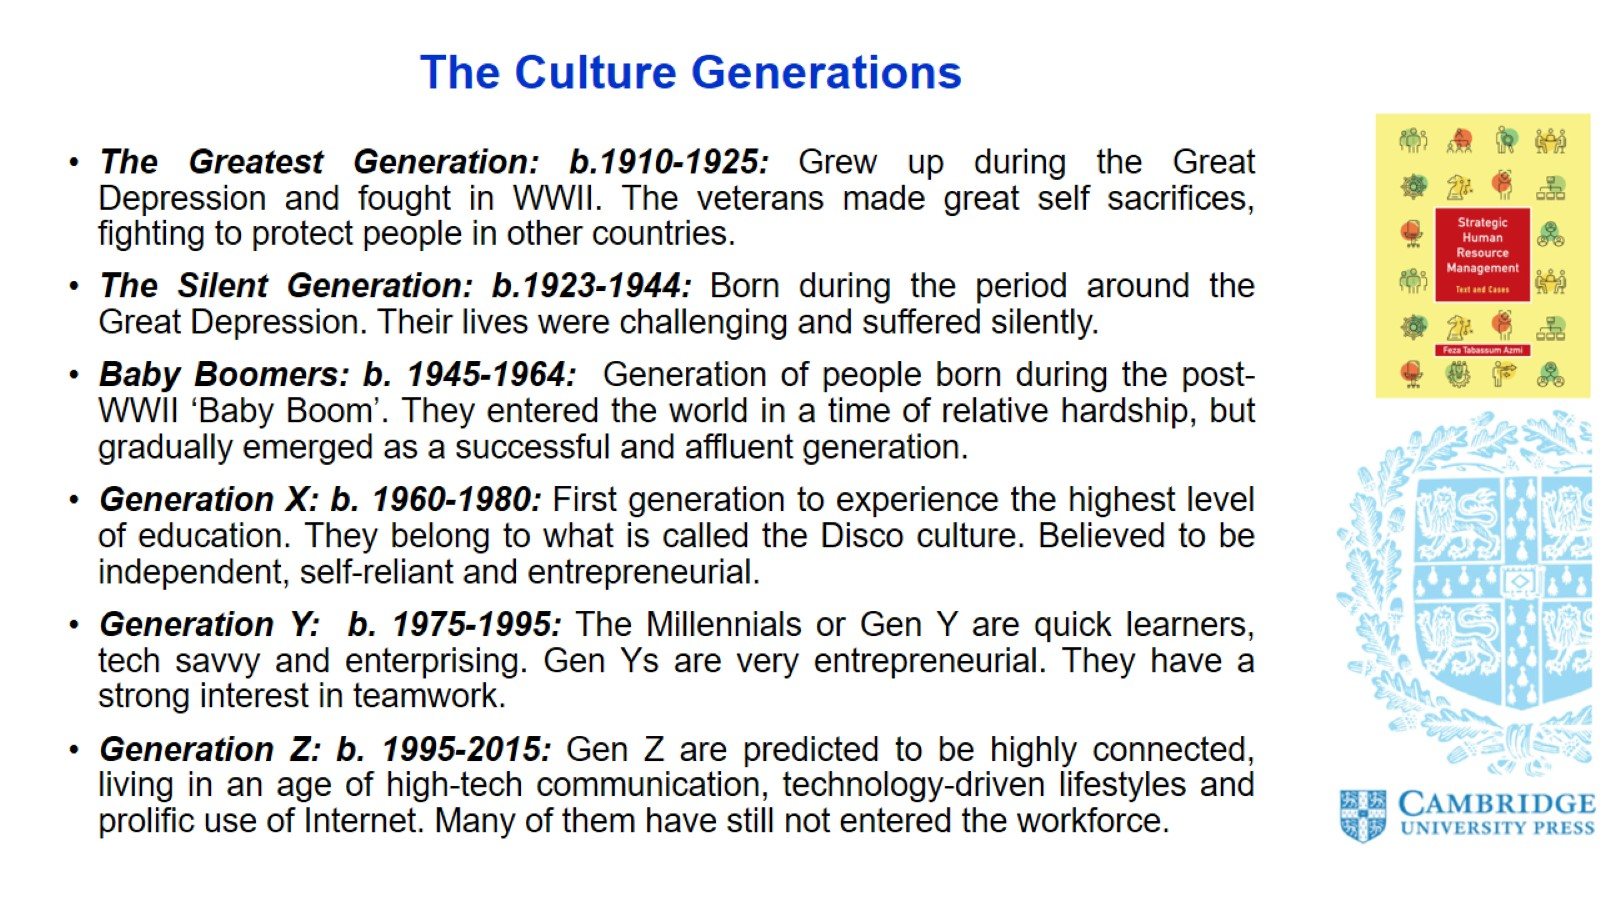 The Culture Generations
• The Greatest Generation: b.1910-1925: Grew up during the Great
Depression and fought in WWII. The veterans made great self sacrifices,
fighting to protect people in other countries.
• The Silent Generation: b.1923-1944: Born during the period around the
Great Depression. Their lives were challenging and suffered silently.
• Baby Boomers: b. 1945-1964: Generation of people born during the post-
WWII ‘Baby Boom’. They entered the world in a time of relative hardship, but
gradually emerged as a successful and affluent generation.
• Generation X: b. 1960-1980: First generation to experience the highest level
of education. They belong to what is called the Disco culture. Believed to be
independent, self-reliant and entrepreneurial.
• Generation Y: b. 1975-1995: The Millennials or Gen Y are quick learners,
tech savvy and enterprising. Gen Ys are very entrepreneurial. They have a
strong interest in teamwork.
• Generation Z: b. 1995-2015: Gen Z are predicted to be highly connected,
living in an age of high-tech communication, technology-driven lifestyles and
prolific use of Internet. Many of them have still not entered the workforce.
Strategic
Human
Resource
Management
Text and Cases
Feza Tabassum Azmi
CAMBRIDGE
UNIVERSITY PRESS